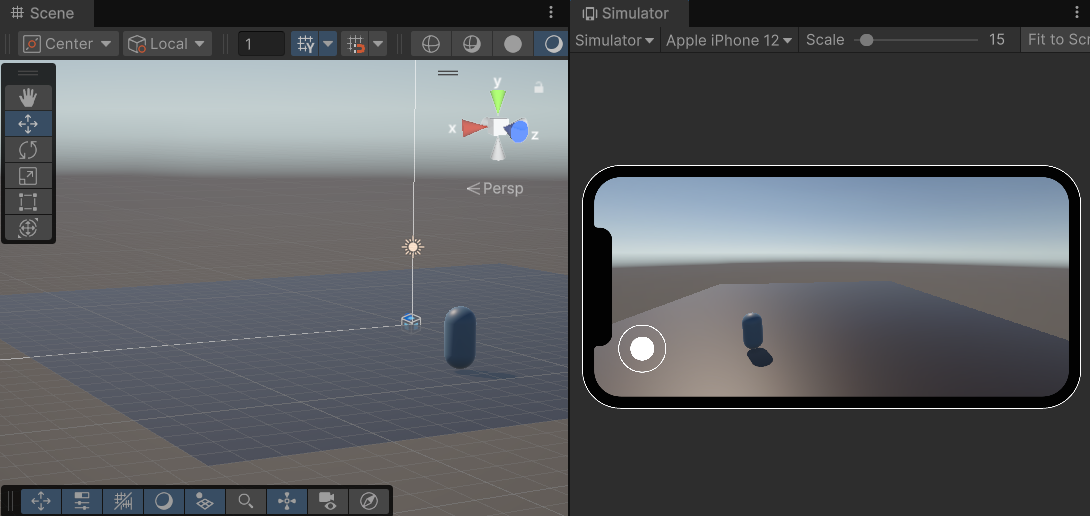 Scene
Center
Local
1
y
x
z
Persp
Simulator
Simulator
Apple iPhone 12
Scale
15
Fit to Scr